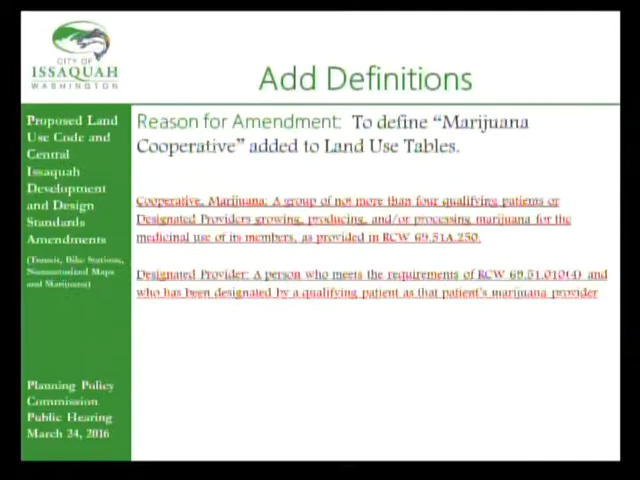 CITY OF
ISSAQUAH
WASHINGTON
Add Definitions
Proposed Land
Use Code and
Central
Issaquah
Development
and Design
Standards
Amendments
(Transit, Bike Stations,
Nonmotorized Maps
and Marijuana)
Planning Policy
Commission
Public Hearing
March 24, 2016
Reason for Amendment: To define “Marijuana
Cooperative” added to Land Use Tables.
Cooperative, Marijuana: A group of not more than four qualifying patients or
Designated Providers growing, producing, and/or processing marijuana for the
medicinal use of its members, as provided in RCW 69.51A.250.
Designated Provider: A person who meets the requirements of RCW 69.51.010(4) and
who has been designated by a qualifying patient as that patient's marijuana provider